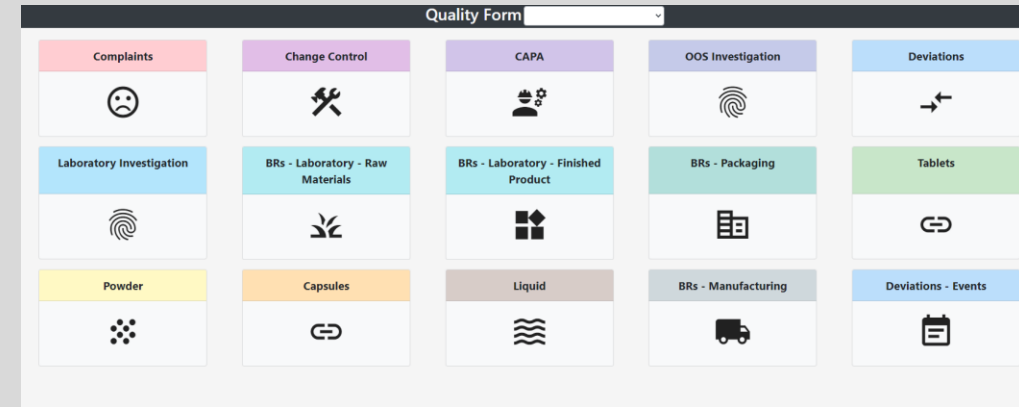 Quality Form
Complaints
Change Control
CAPA
OOS Investigation
Deviations
Laboratory Investigation
BRs - Laboratory - Raw
Materials
BRs - Laboratory - Finished
Product
BRs - Packaging
Tablets
Powder
Capsules
Liquid
BRs - Manufacturing
Deviations - Events